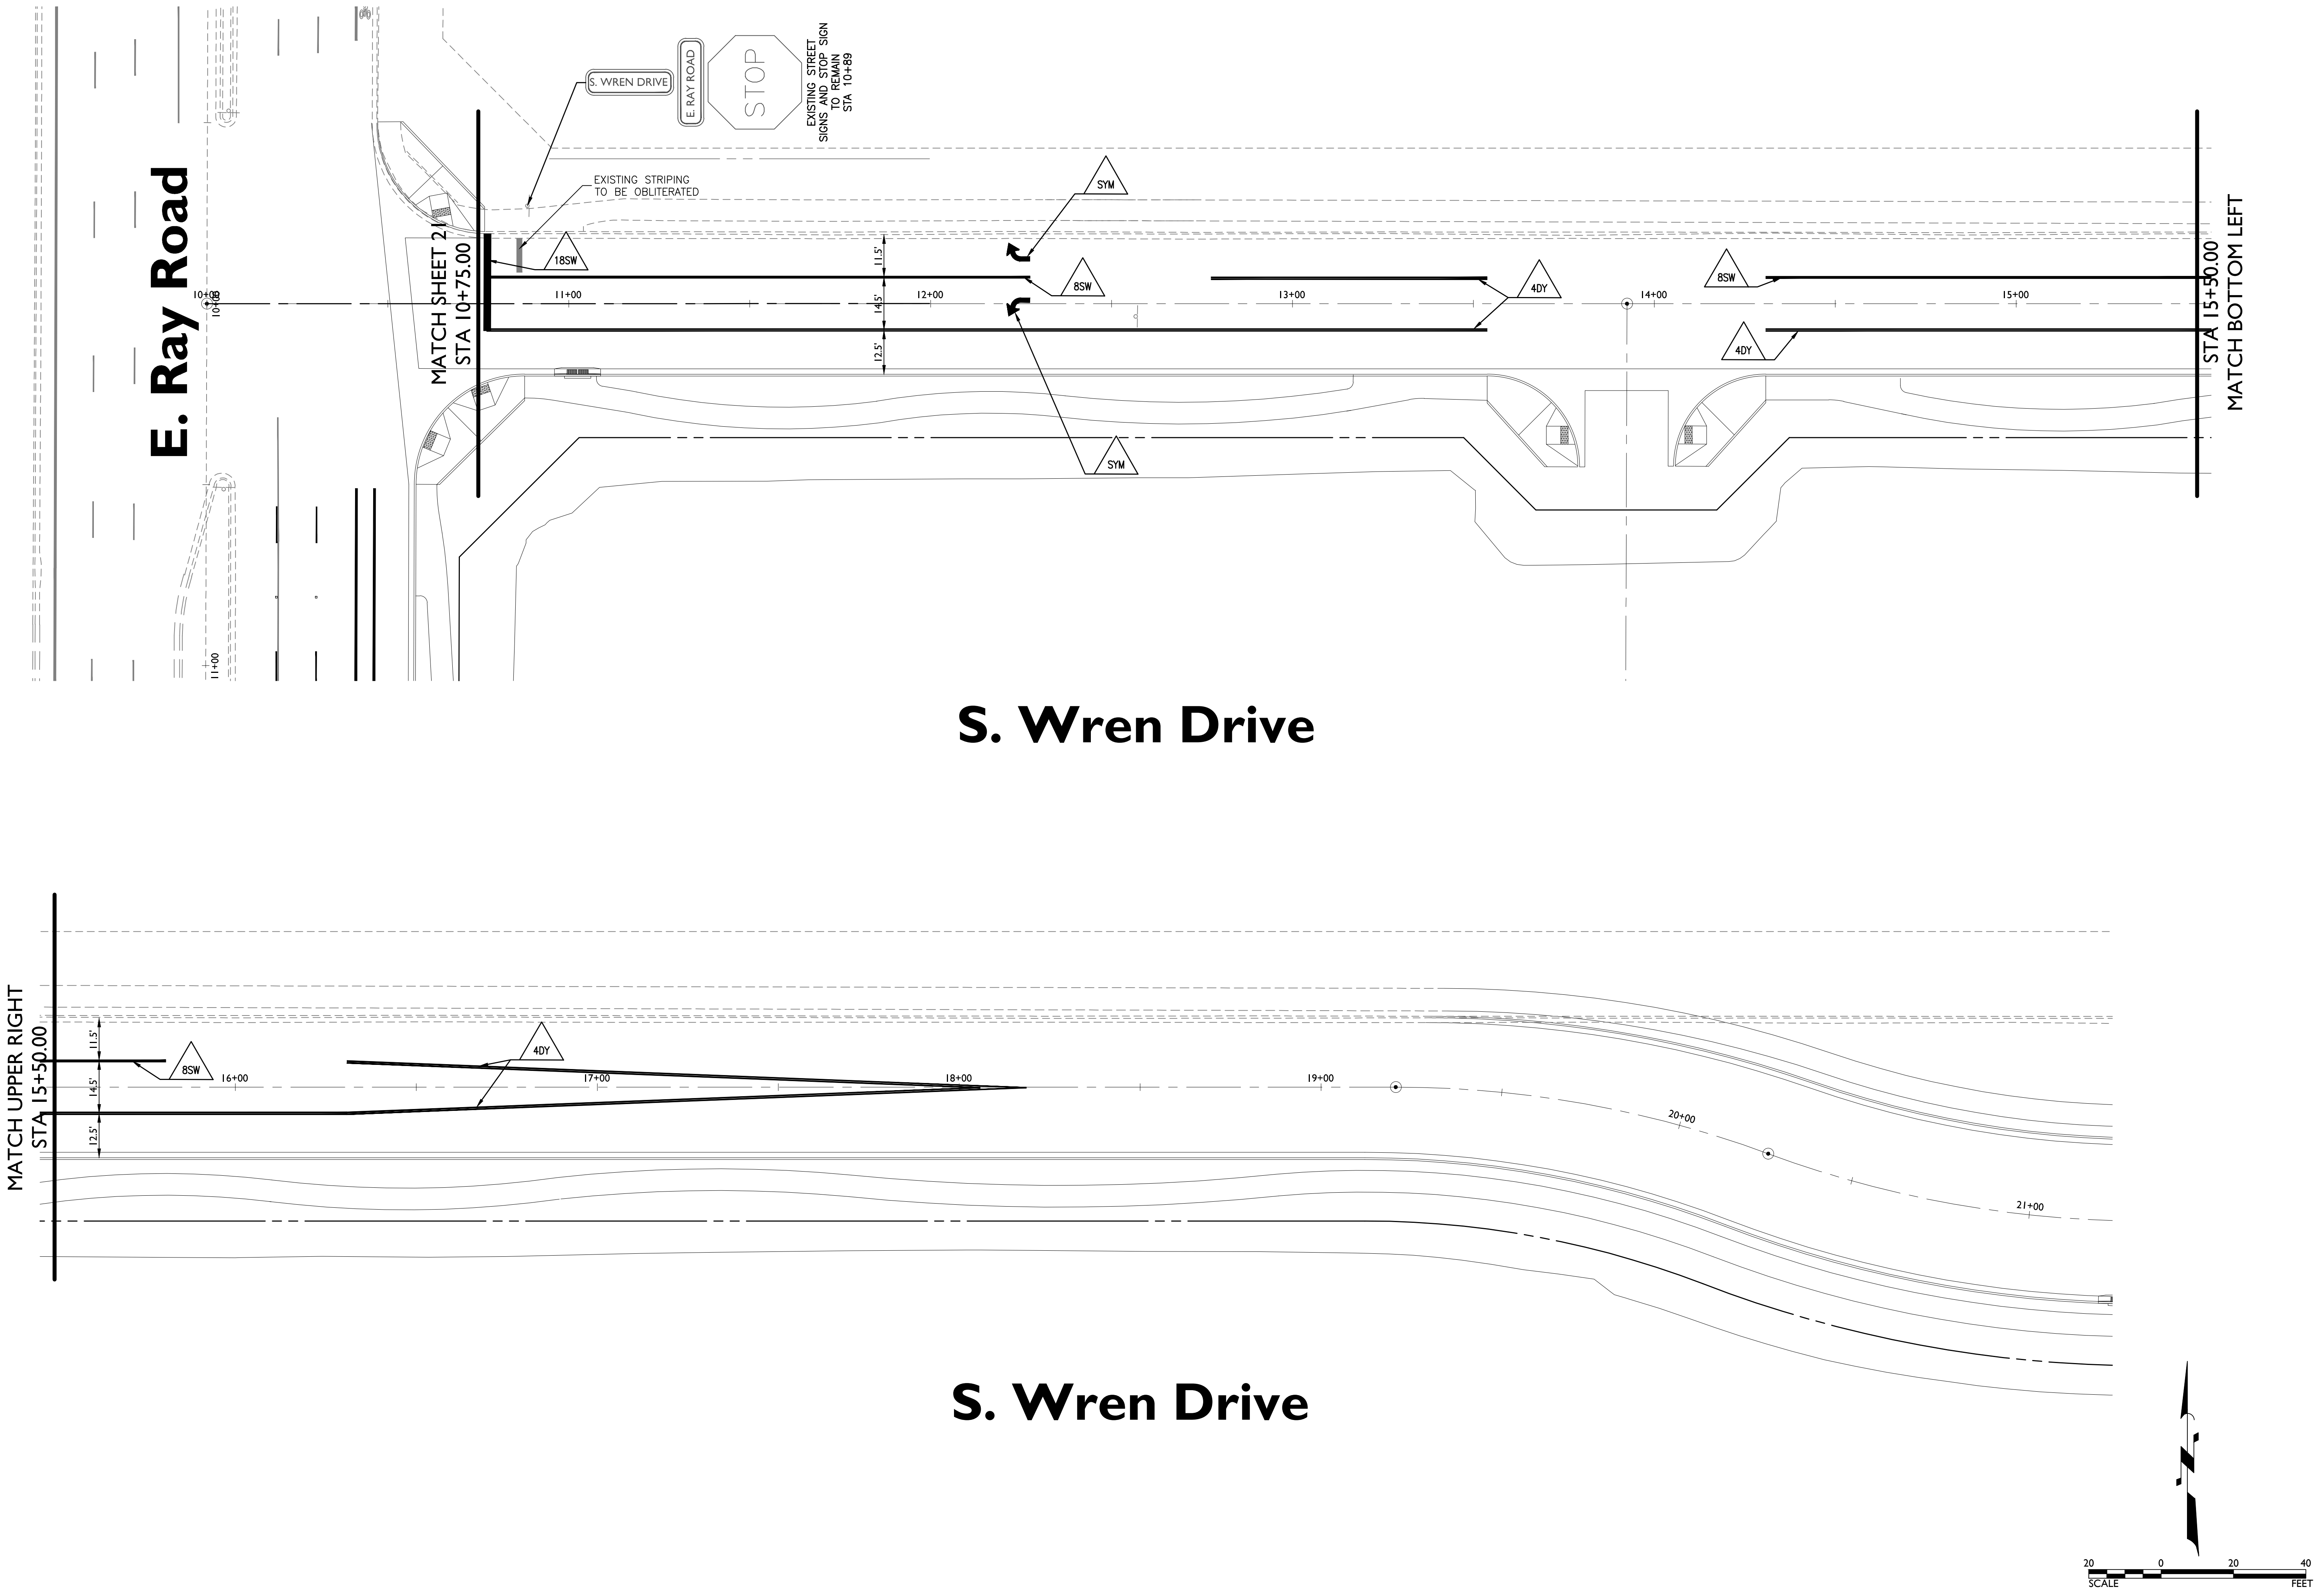 S. WREN DRIVE
E. RAY ROAD
STOP
EXISTING STREET
SIGNS AND STOP SIGN
TO REMAIN
STA 10+89
EXISTING STRIPING
TO BE OBLITERATED
SYM
E. Ray Road
MATCH SHEET 21
STA 10+75.00
18SW
11.5'
14.5'
12.5'
8SW
4DY
8SW
4DY
SYM
10+00
10+00
11+00
12+00
13+00
14+00
15+00
11+00
STA 15+50.00
MATCH BOTTOM LEFT
S. Wren Drive
MATCH UPPER RIGHT
STA 15+50.00
11.5'
14.5'
12.5'
8SW
4DY
16+00
17+00
18+00
19+00
20+00
21+00
S. Wren Drive
N
20 0 20 40
SCALE FEET